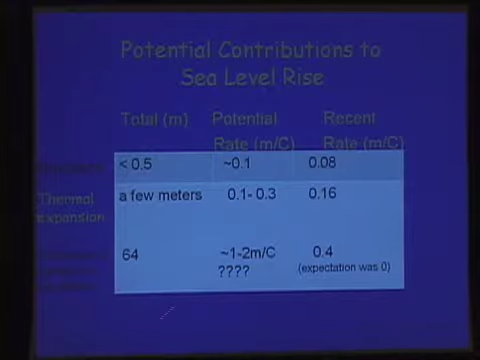 Potential Contributions to
Sea Level Rise
Total (m) Potential Recent
Rate (m/C) Rate (m/C)
< 0.5 ~0.1 0.08
Thermal a few meters 0.1- 0.3 0.16
expansion
64 ~1-2m/C 0.4
???? (expectation was 0)